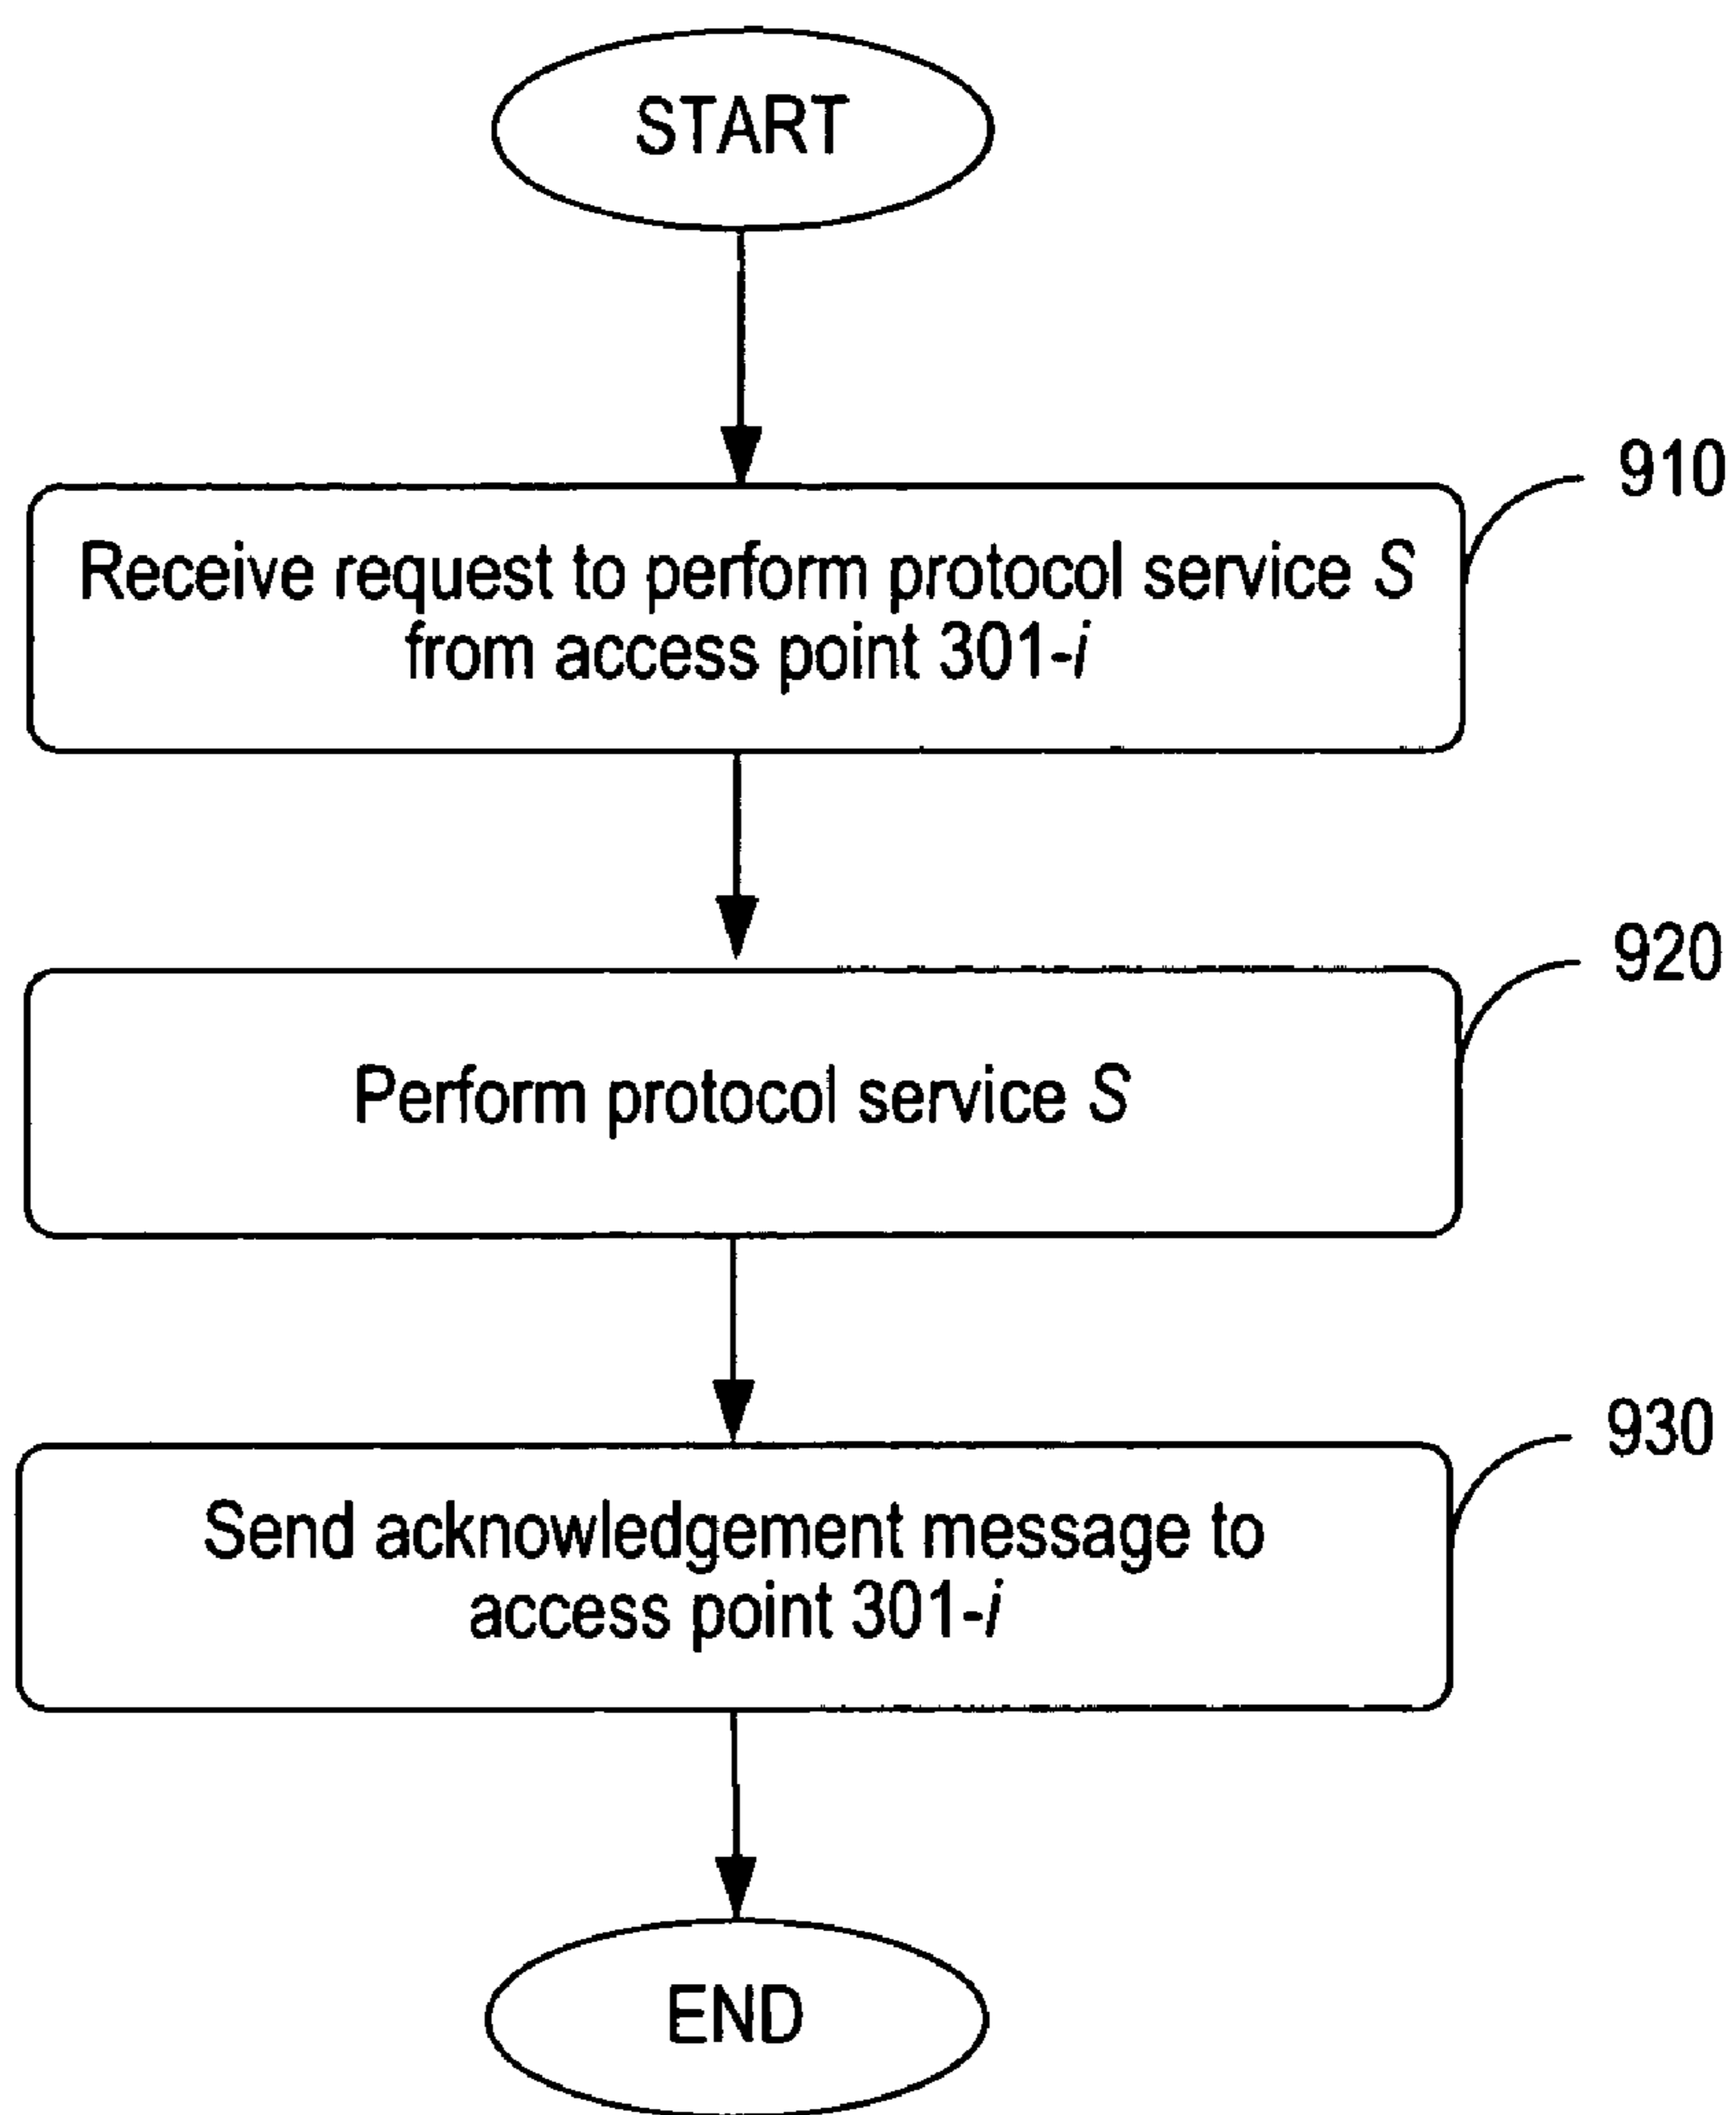 START
910
Receive request to perform protocol service S
from access point 301-i
920
Perform protocol service S
930
Send acknowledgement message to
access point 301-i
END